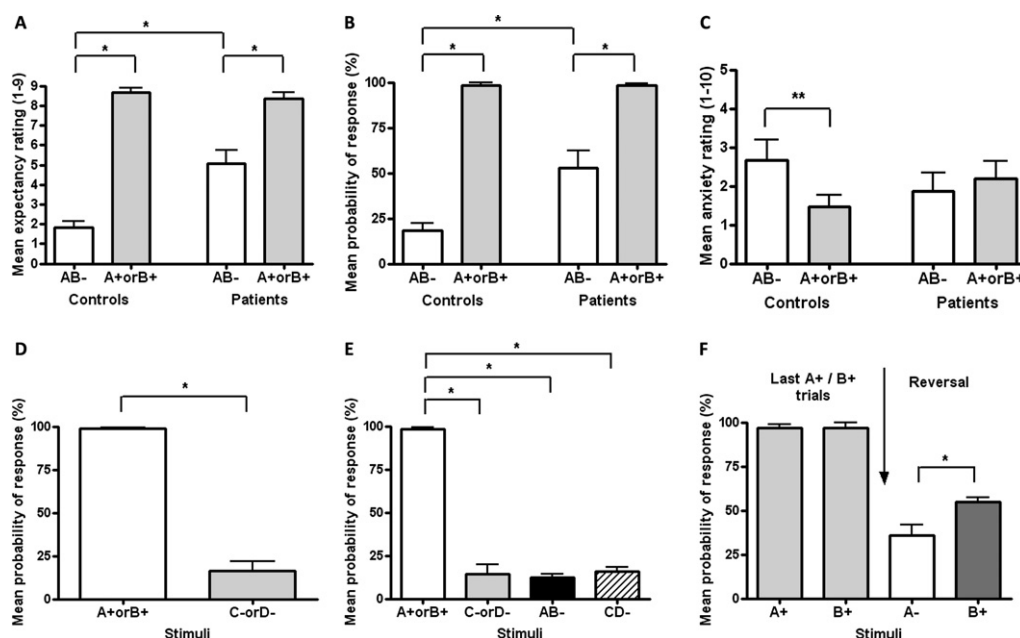 A
Mean expectancy rating (1-9)
9
8
7
6
5
4
3
2
1
0
*
*
*
AB-
A+orB+
AB-
A+orB+
Controls
Patients
B
Mean probability of response (%)
100
75
50
25
0
*
*
*
AB-
A+orB+
AB-
A+orB+
Controls
Patients
C
Mean anxiety rating (1-10)
5
4
3
2
1
0
**
AB-
A+orB+
AB-
A+orB+
Controls
Patients
D
Mean probability of response (%)
100
75
50
25
0
*
A+orB+
C-orD-
Stimuli
E
Mean probability of response (%)
100
75
50
25
0
*
*
*
A+orB+
C-orD-
AB-
CD-
Stimuli
F
Mean probability of response (%)
100
75
50
25
0
Last A+ / B+
trials
Reversal
*
A+
B+
A-
B+
Stimuli